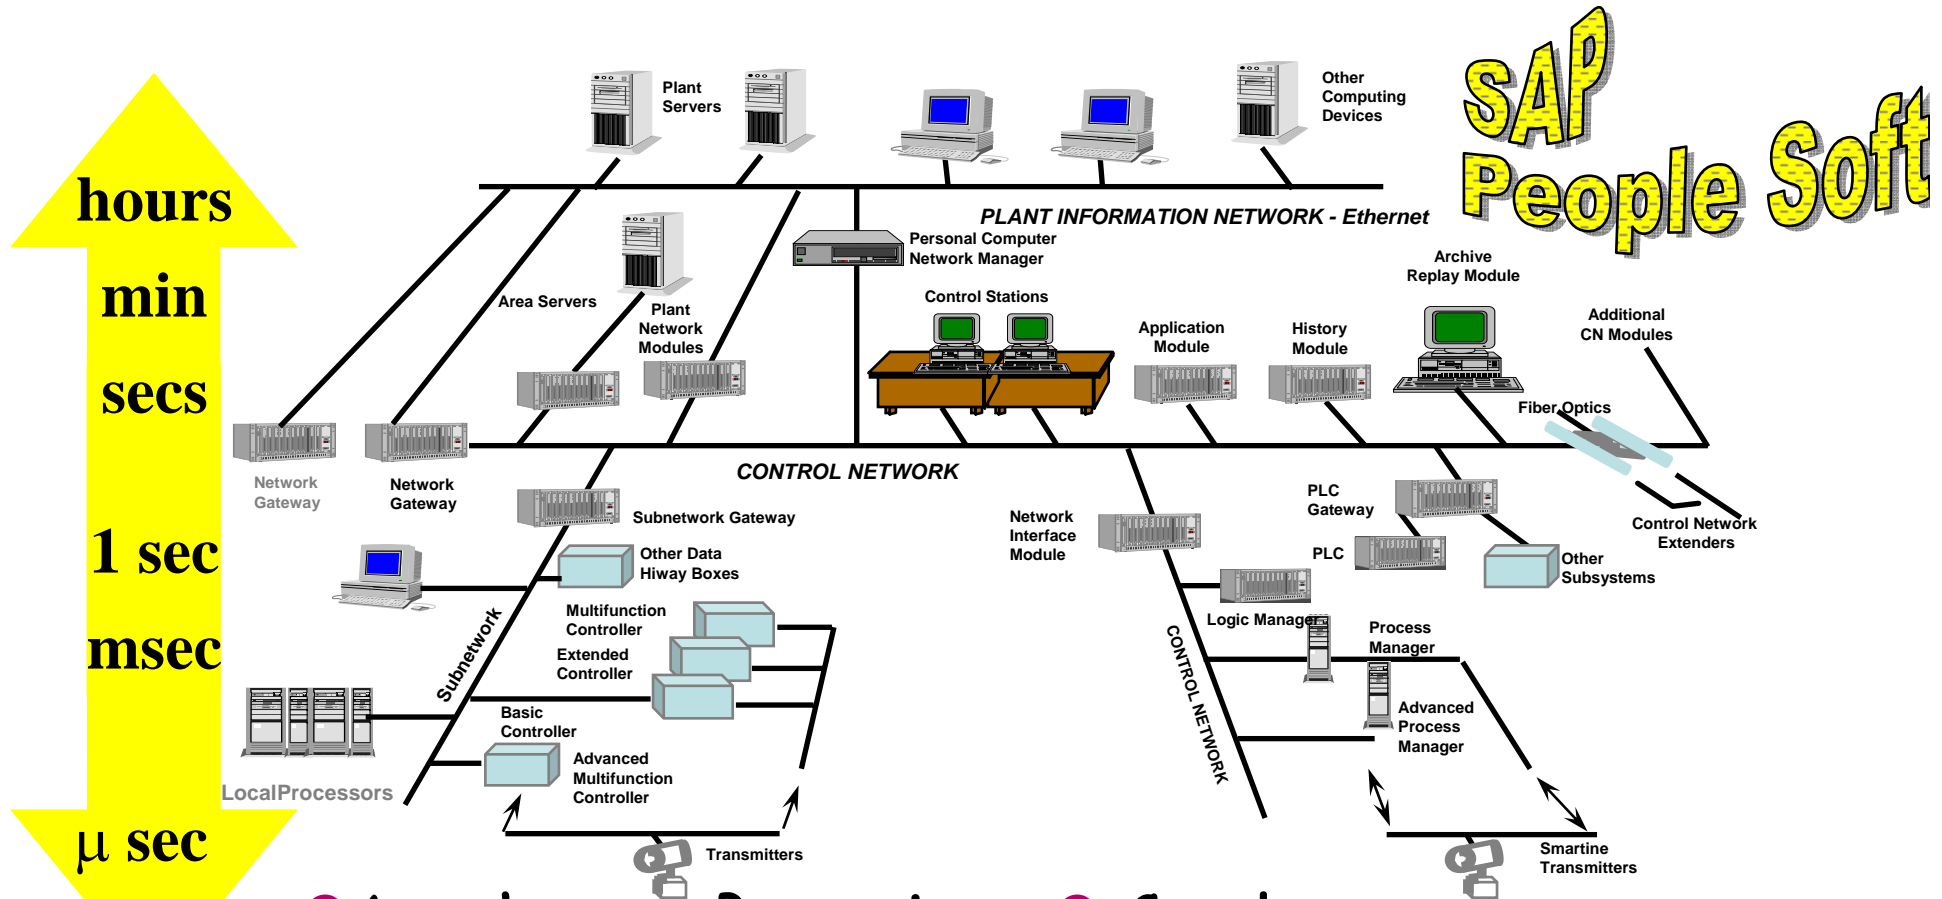 SAP
People Soft
hours
min
secs
1 sec
msec
μ sec
Plant
Servers
Other
Computing
Devices
PLANT INFORMATION NETWORK - Ethernet
Personal Computer
Network Manager
Area Servers
Plant
Network
Modules
Control Stations
Application
Module
History
Module
Archive
Replay Module
Additional
CN Modules
Fiber Optics
Network
Gateway
Network
Gateway
CONTROL NETWORK
Subnetwork Gateway
Network
Interface
Module
PLC
Gateway
PLC
Control Network
Extenders
Other
Subsystems
Other Data
Hiway Boxes
Multifunction
Controller
Extended
Controller
Subnetwork
Basic
Controller
Advanced
Multifunction
Controller
LocalProcessors
Transmitters
Logic Manager
Process
Manager
CONTROL NETWORK
Advanced
Process
Manager
Smartine
Transmitters